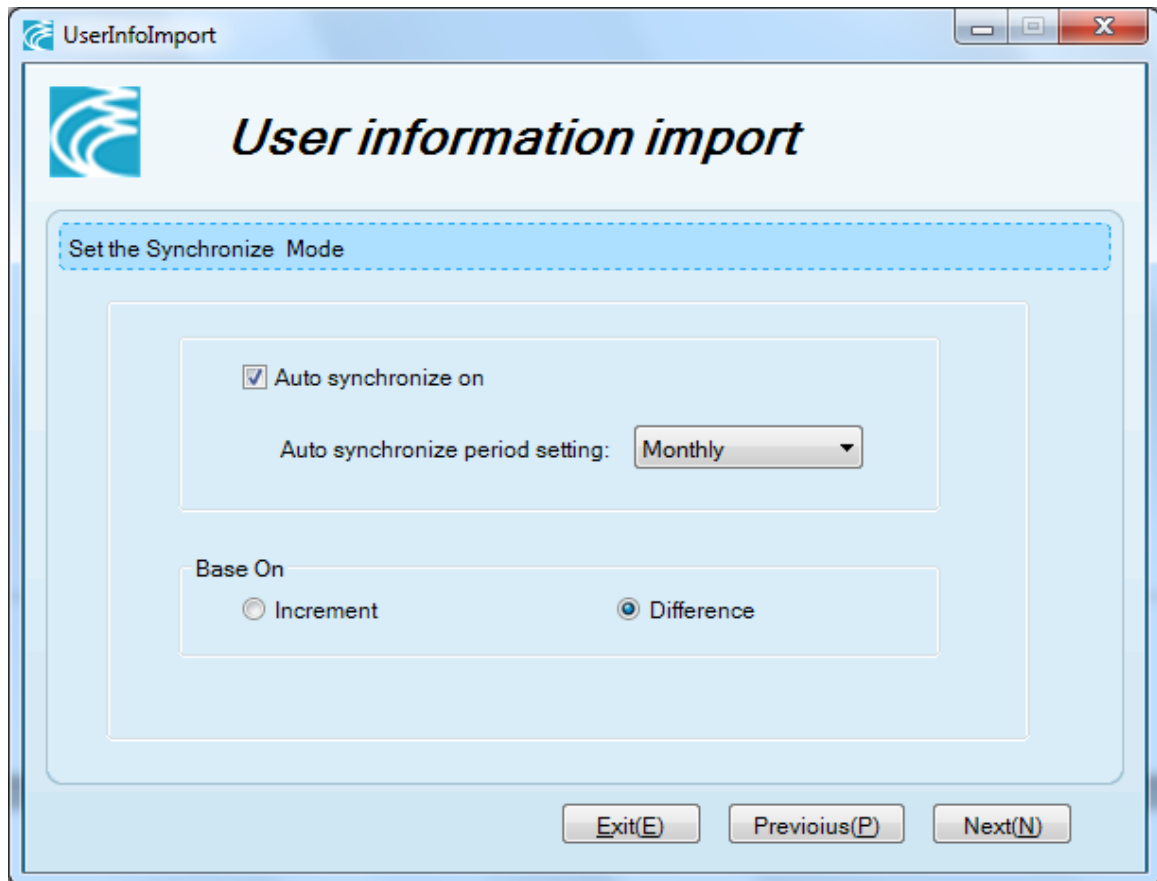 UserInfoImport
User information import
Set the Synchronize Mode
Auto synchronize on
Auto synchronize period setting: Monthly
Base On
Increment Difference
Exit(E) Previoius(P) Next(N)